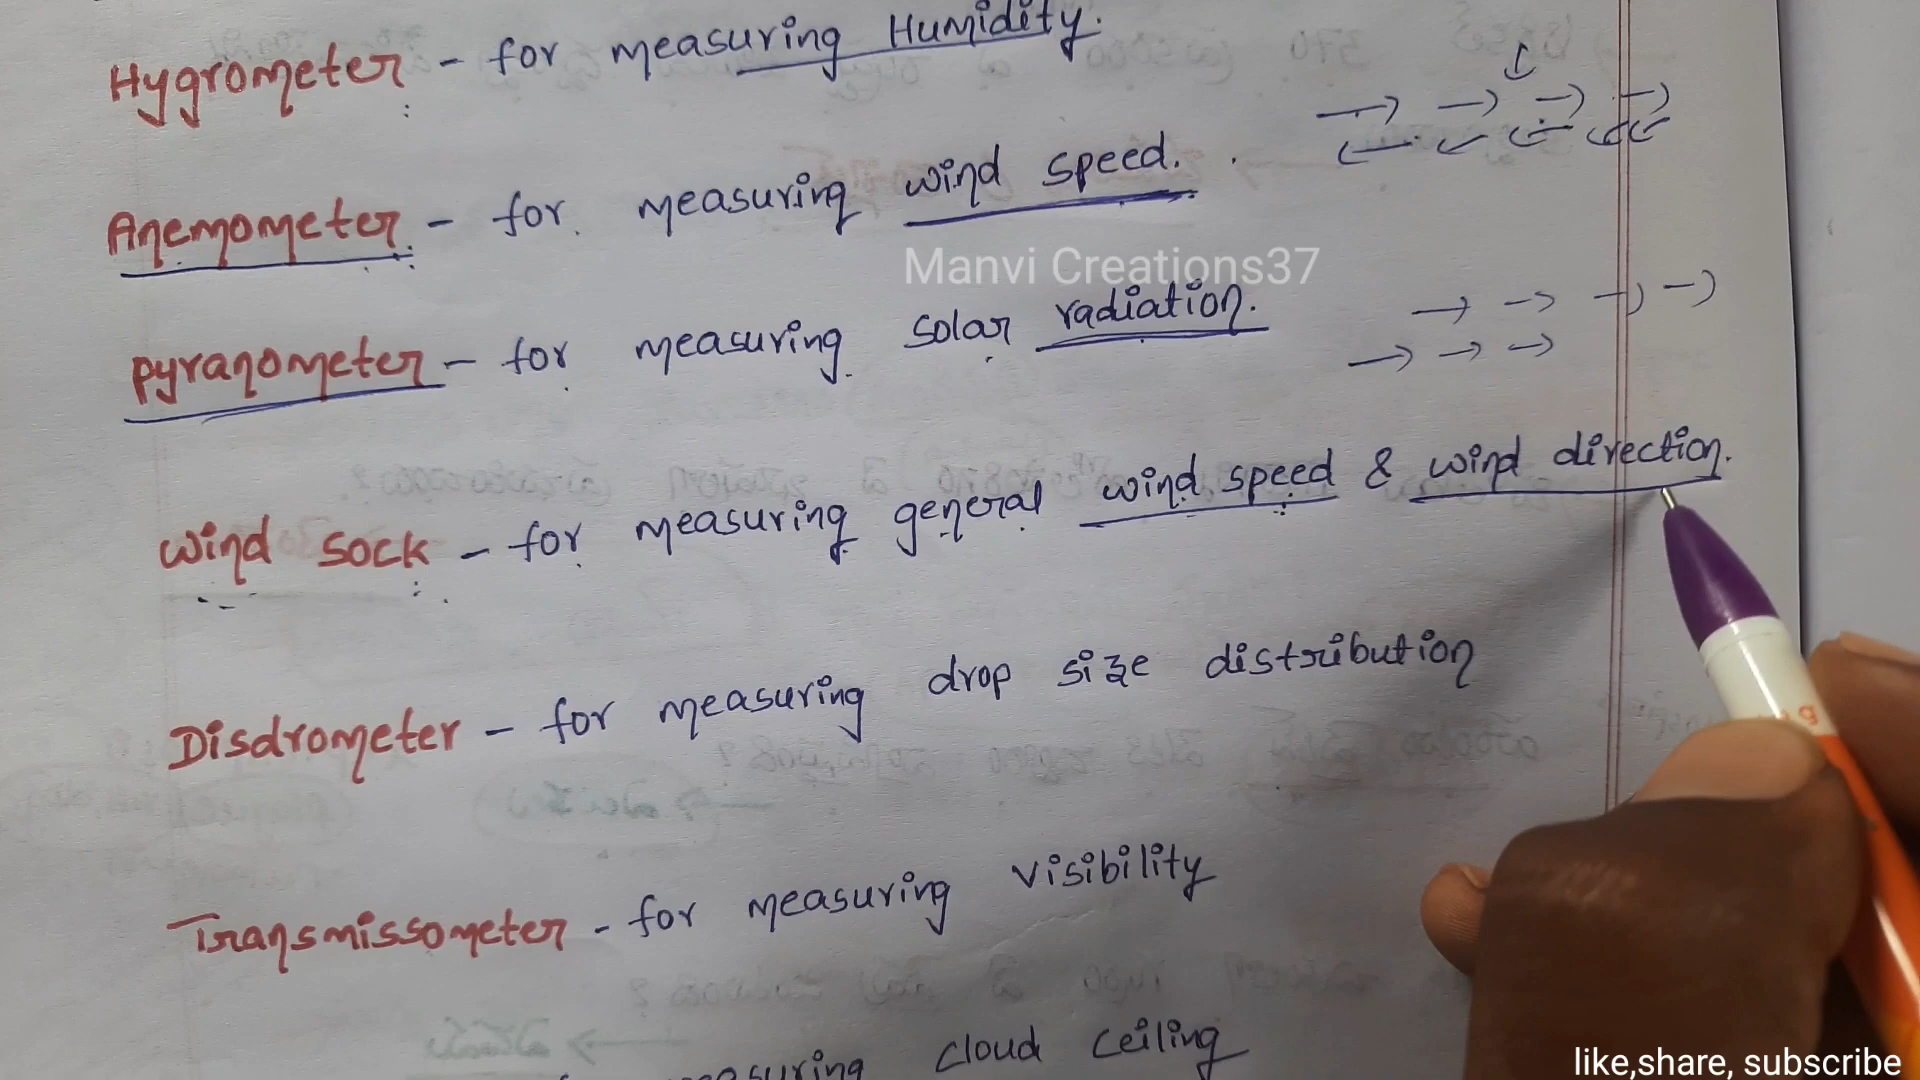 Hygrometer - for measuring Humidity.
Anemometer - for measuring wind speed.
Manvi Creations37
pyranometer - for measuring solar radiation.
Wind sock - for measuring general wind speed & wind direction.
Disdrometer - for measuring drop size distribution
Transmissometer - for measuring visibility
measuring cloud ceiling
like,share, subscribe